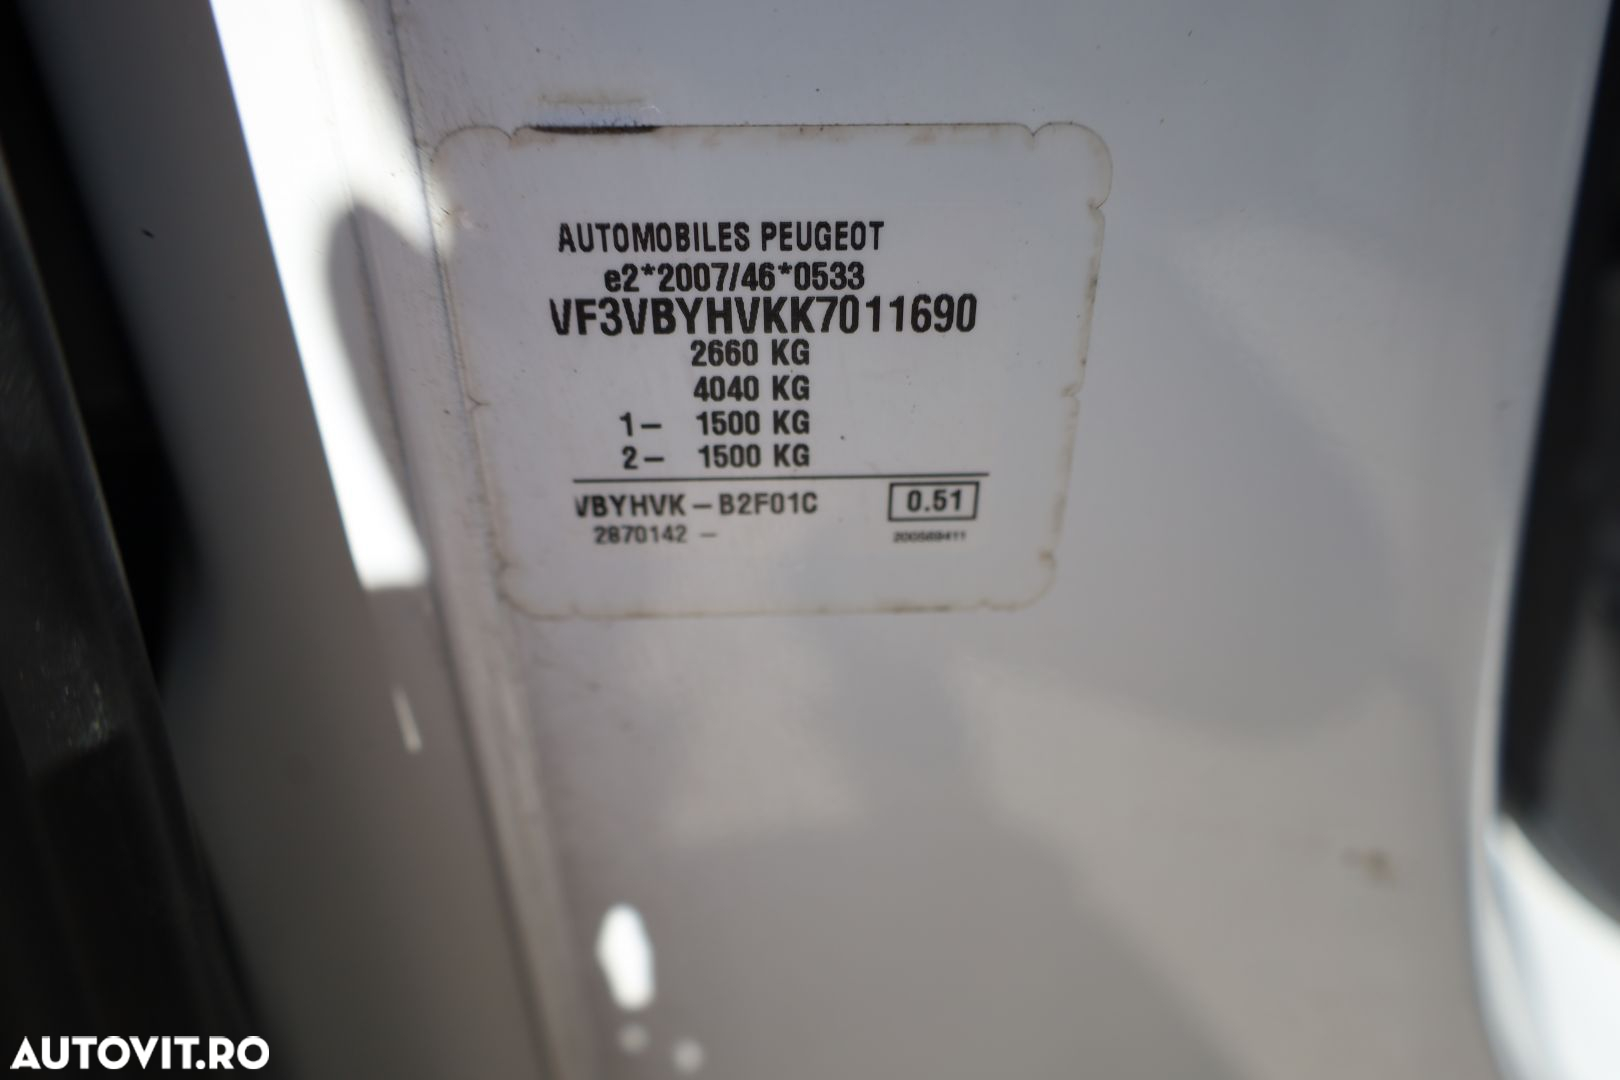 AUTOMOBILES PEUGEOT
e2*2007/46*0533
VF3VBYHVKK7011690
2660 KG
4040 KG
1– 1500 KG
2– 1500 KG
VBYHVK – B2F01C 0.51
2870142 –
AUTOVIT.RO